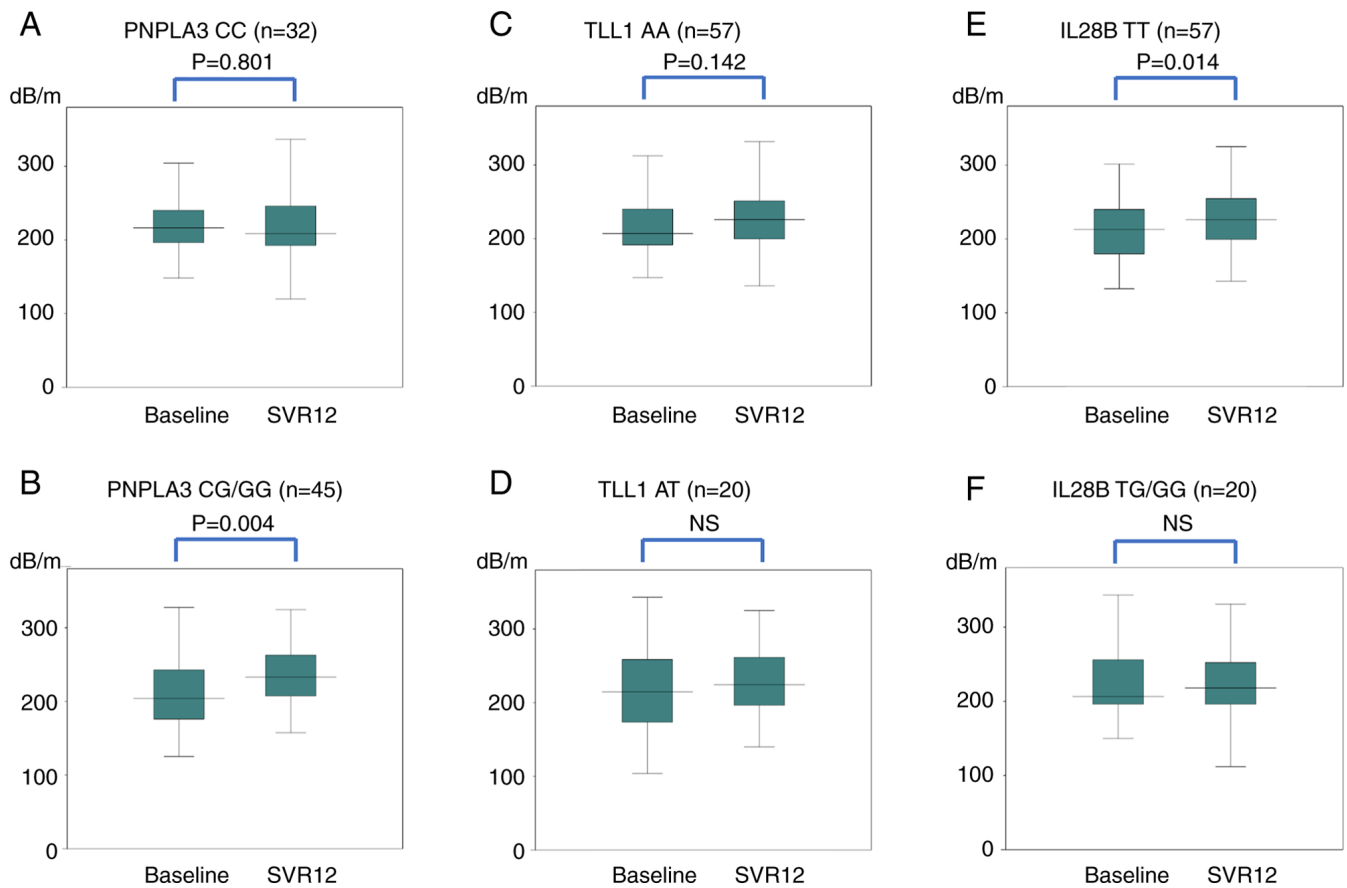 A
PNPLA3 CC (n=32)
P=0.801
dB/m
300
200
100
0
Baseline
SVR12
C
TLL1 AA (n=57)
P=0.142
dB/m
300
200
100
0
Baseline
SVR12
E
IL28B TT (n=57)
P=0.014
dB/m
300
200
100
0
Baseline
SVR12
B
PNPLA3 CG/GG (n=45)
P=0.004
dB/m
300
200
100
0
Baseline
SVR12
D
TLL1 AT (n=20)
NS
dB/m
300
200
100
0
Baseline
SVR12
F
IL28B TG/GG (n=20)
NS
dB/m
300
200
100
0
Baseline
SVR12